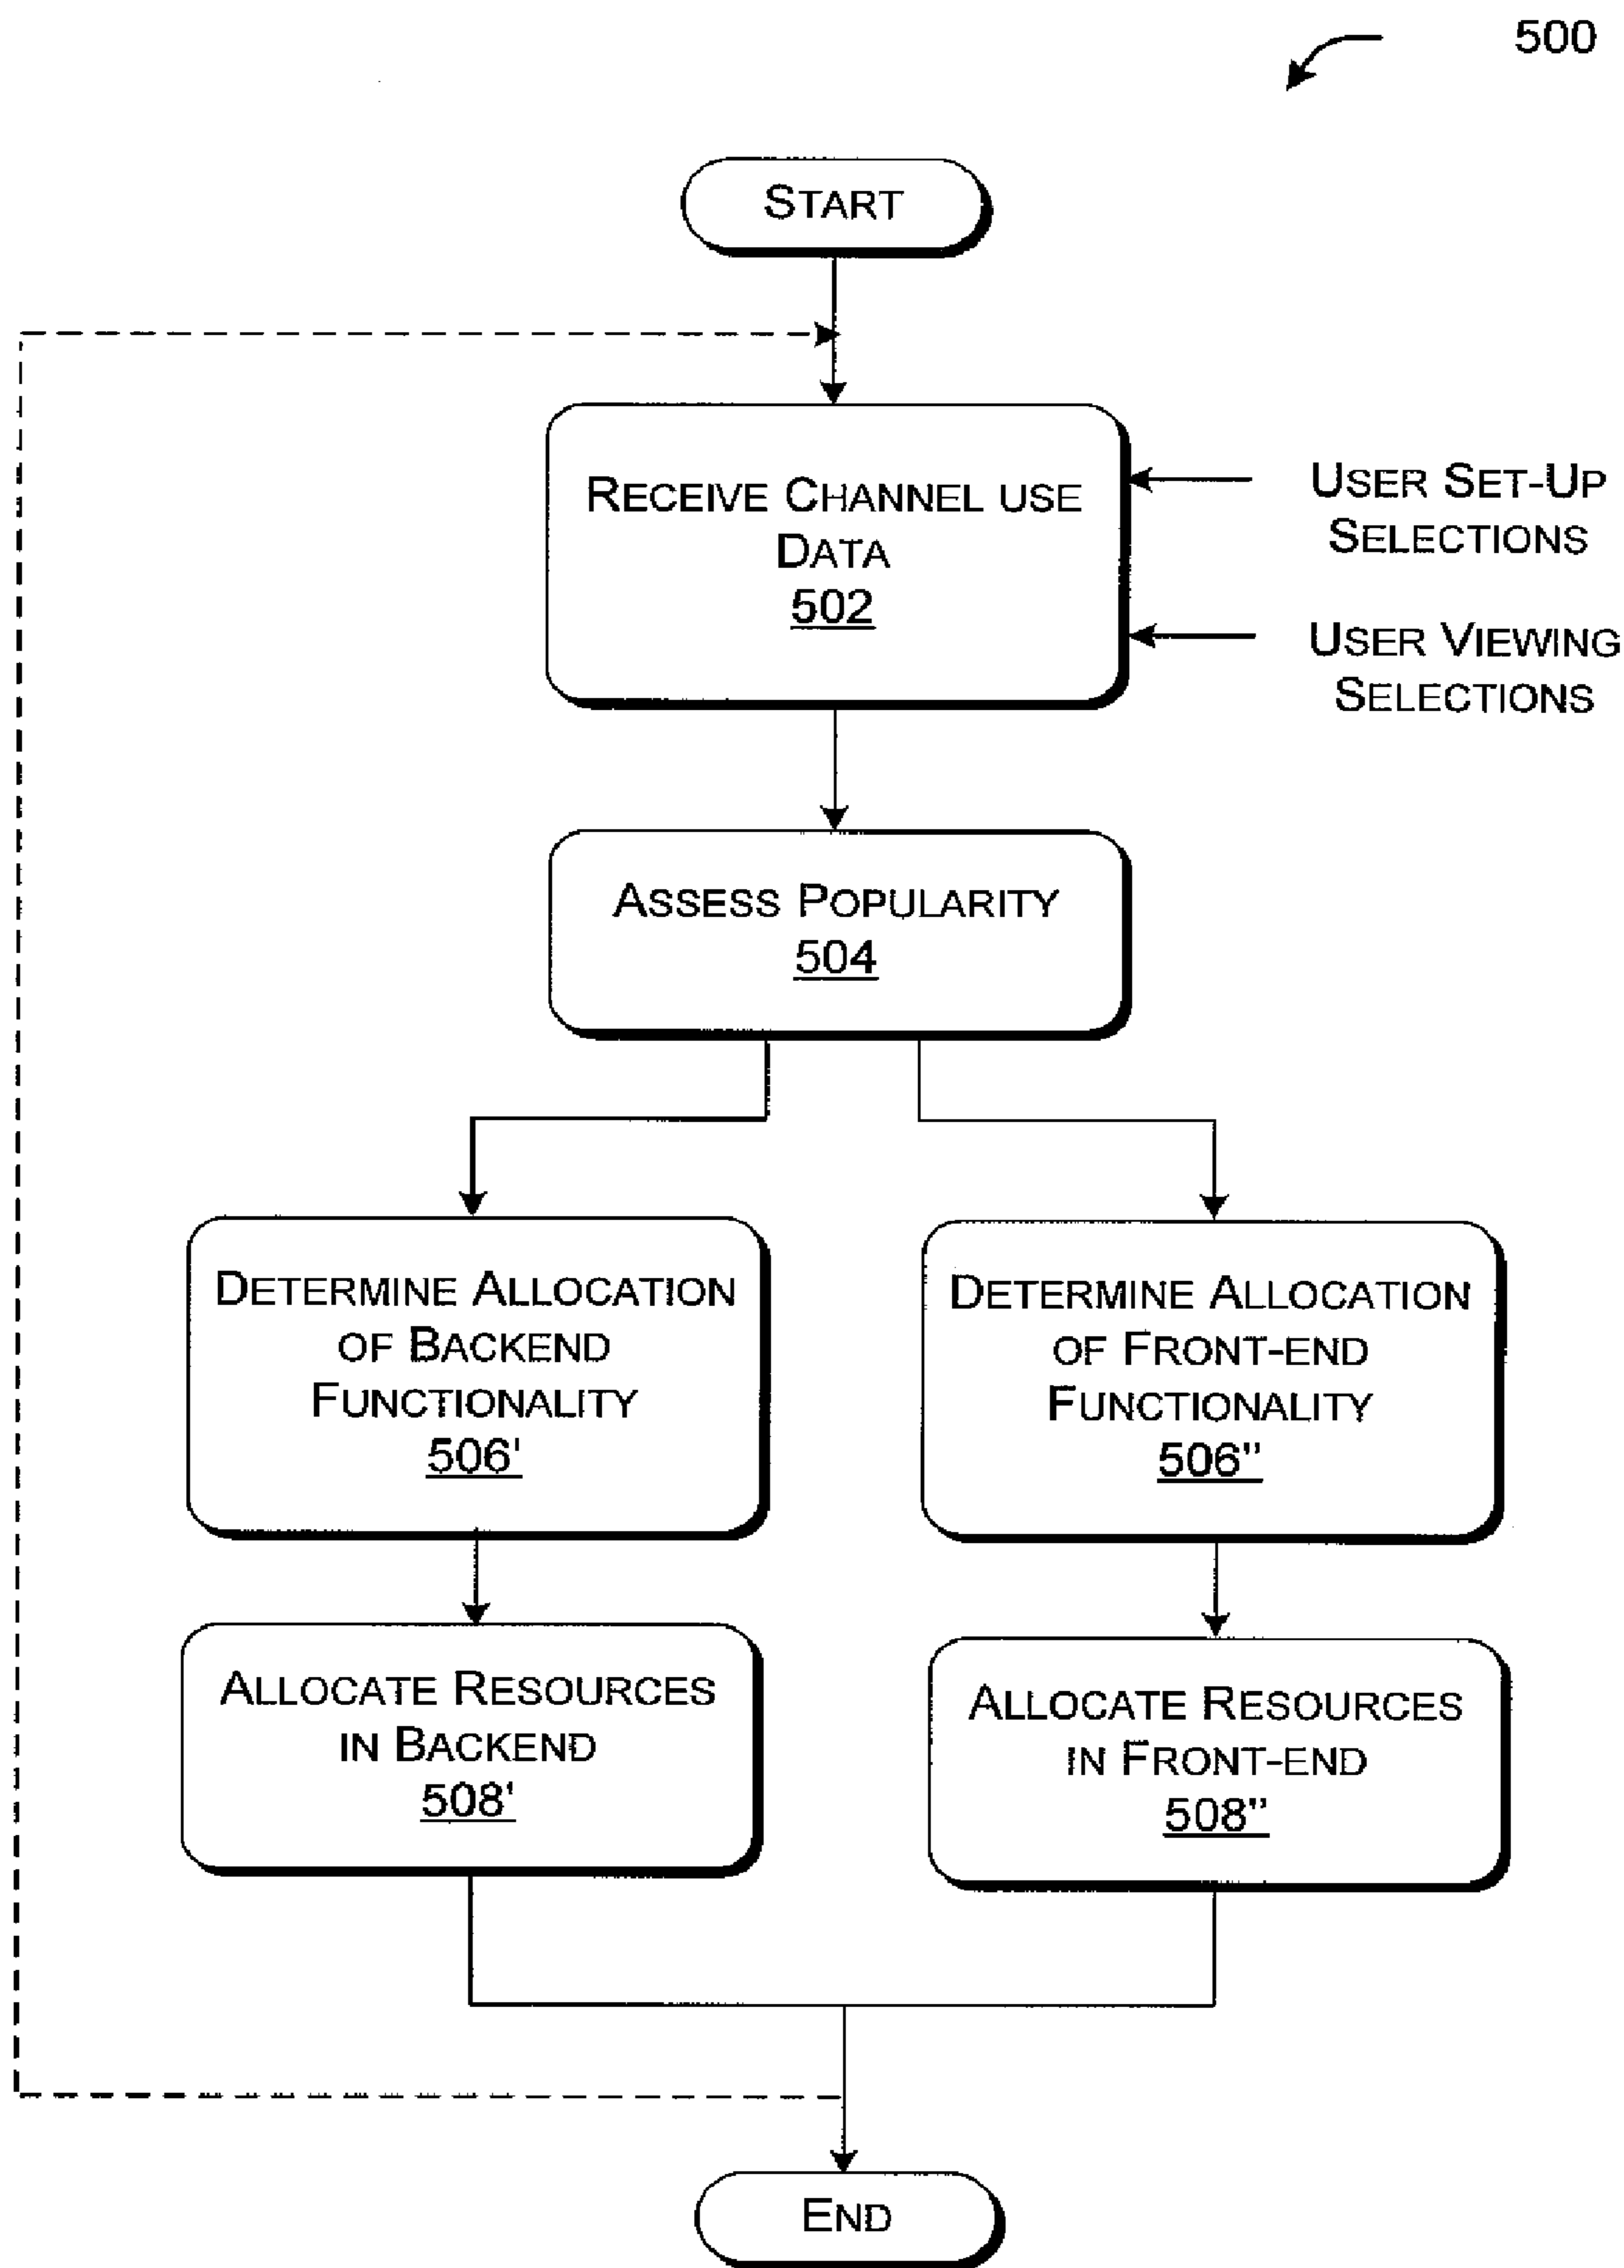 500
START
RECEIVE CHANNEL USE
DATA
502
USER SET-UP
SELECTIONS
USER VIEWING
SELECTIONS
ASSESS POPULARITY
504
DETERMINE ALLOCATION
OF BACKEND
FUNCTIONALITY
506'
DETERMINE ALLOCATION
OF FRONT-END
FUNCTIONALITY
506"
ALLOCATE RESOURCES
IN BACKEND
508'
ALLOCATE RESOURCES
IN FRONT-END
508"
END